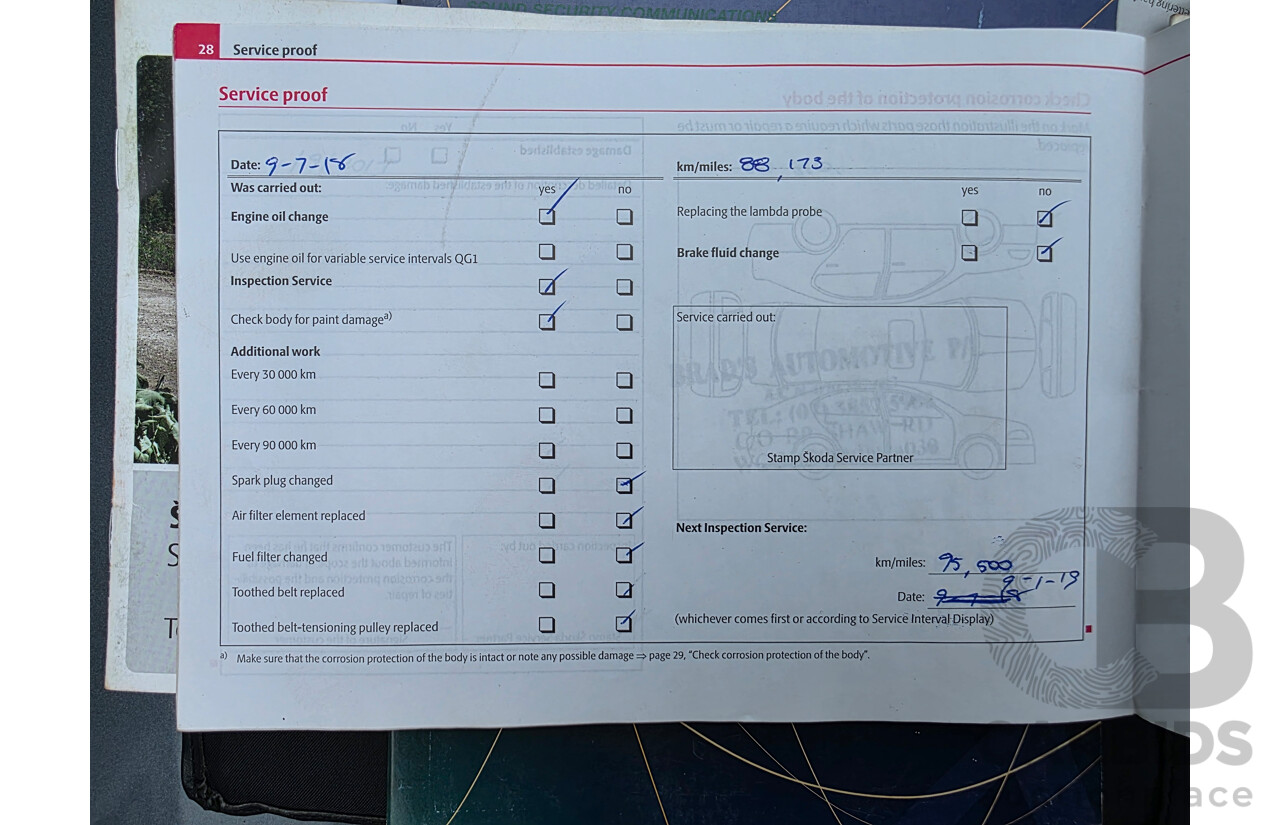 SOUND SECURITY COMMUNICATIONS
28 Service proof
Service proof
Date: 9-7-18
km/miles: 88,173
Was carried out: yes no
yes no
Engine oil change
Replacing the lambda probe
Use engine oil for variable service intervals QG1
Brake fluid change
Inspection Service
Check body for paint damage a)
Service carried out:
Additional work
Every 30 000 km
Every 60 000 km
Every 90 000 km
Stamp Škoda Service Partner
Spark plug changed
Air filter element replaced
Next Inspection Service:
Fuel filter changed
km/miles: 95,500
Toothed belt replaced
9-1-19
Date:
Toothed belt-tensioning pulley replaced
(whichever comes first or according to Service Interval Display)
a) Make sure that the corrosion protection of the body is intact or note any possible damage ⇒ page 29, "Check corrosion protection of the body".